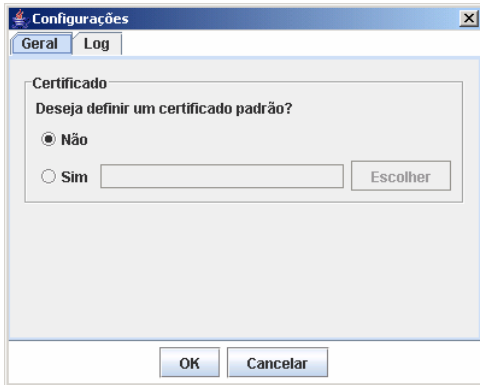 Configurações
Geral Log
Certificado
Deseja definir um certificado padrão?
Não
Sim Escolher
OK Cancelar